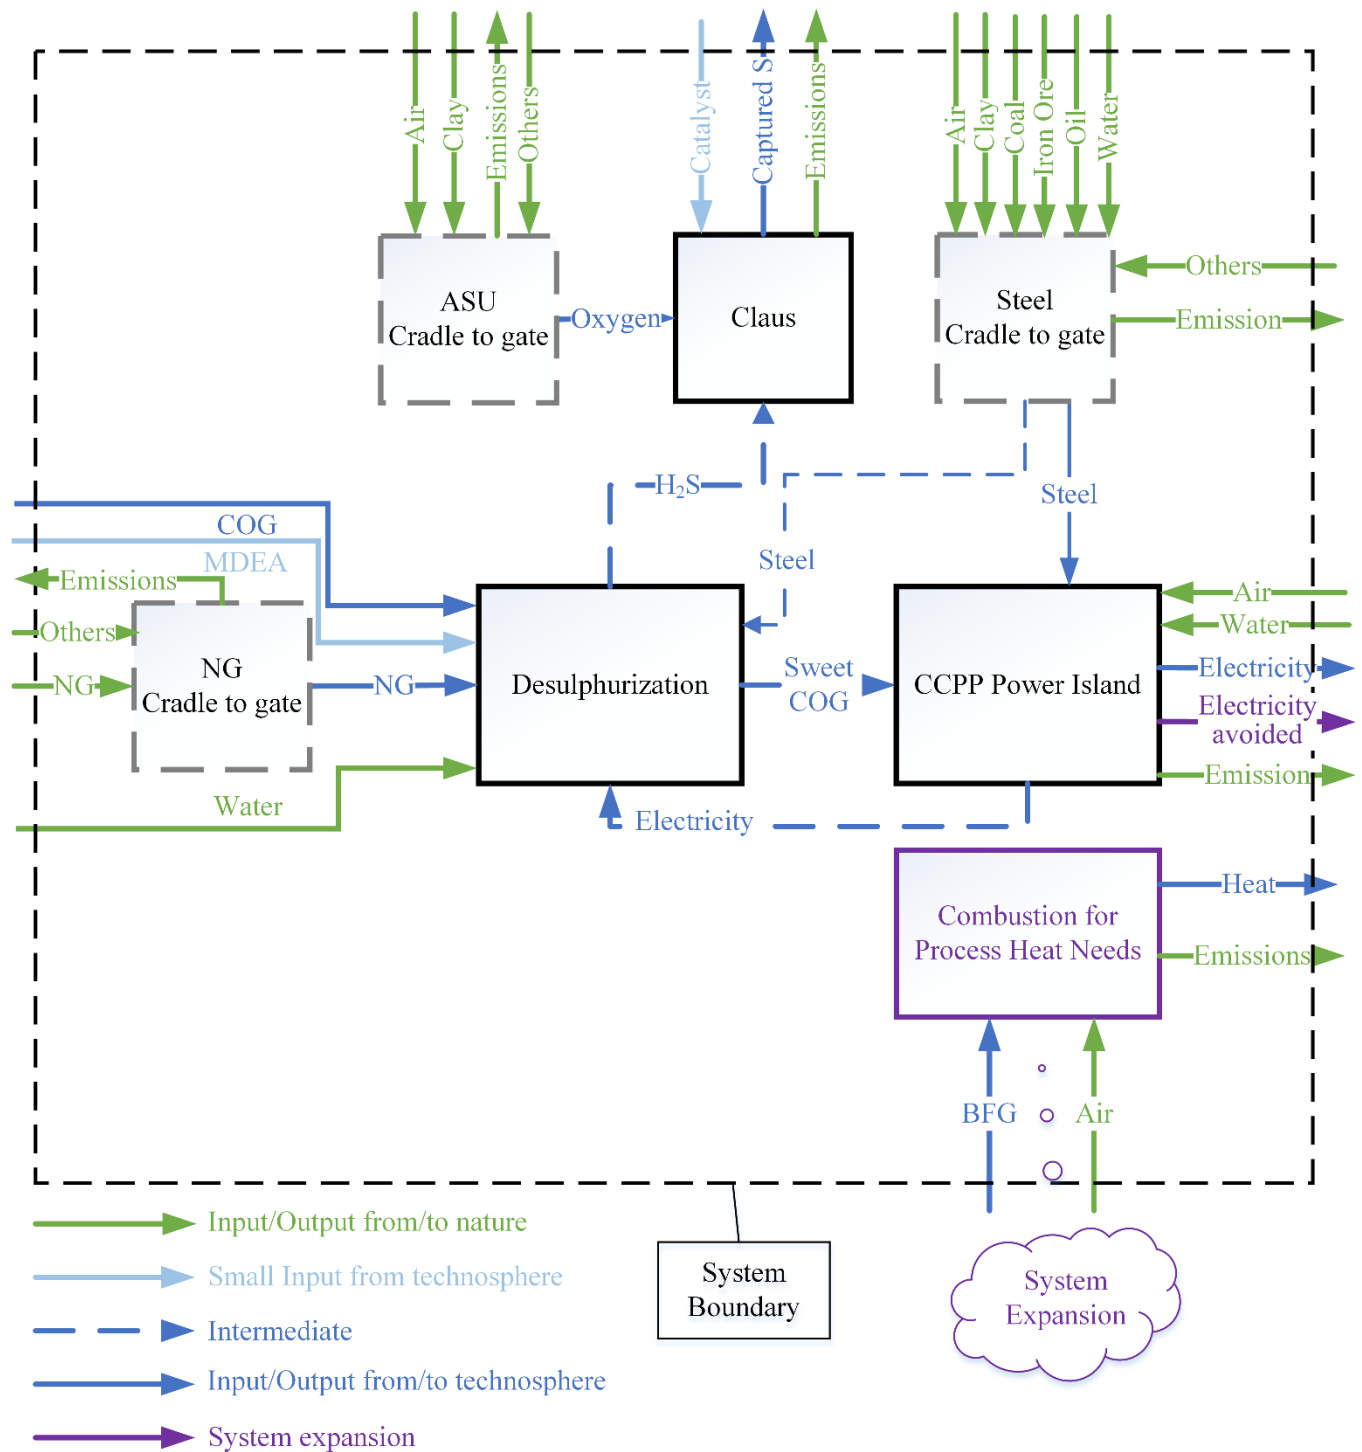 Air
Clay
Emissions
Others
Catalyst
Captured S
Emissions
Air
Clay
Coal
Iron Ore
Oil
Water
ASU
Cradle to gate
Oxygen
Claus
Steel
Cradle to gate
Others
Emission
H₂S
Steel
Steel
COG
MDEA
Emissions
Others
NG
NG
Cradle to gate
NG
Water
Desulphurization
Sweet
COG
CCPP Power Island
Air
Water
Electricity
Electricity
avoided
Emission
Electricity
Combustion for
Process Heat Needs
Heat
Emissions
BFG
Air
Input/Output from/to nature
Small Input from technosphere
Intermediate
Input/Output from/to technosphere
System expansion
System
Boundary
System
Expansion